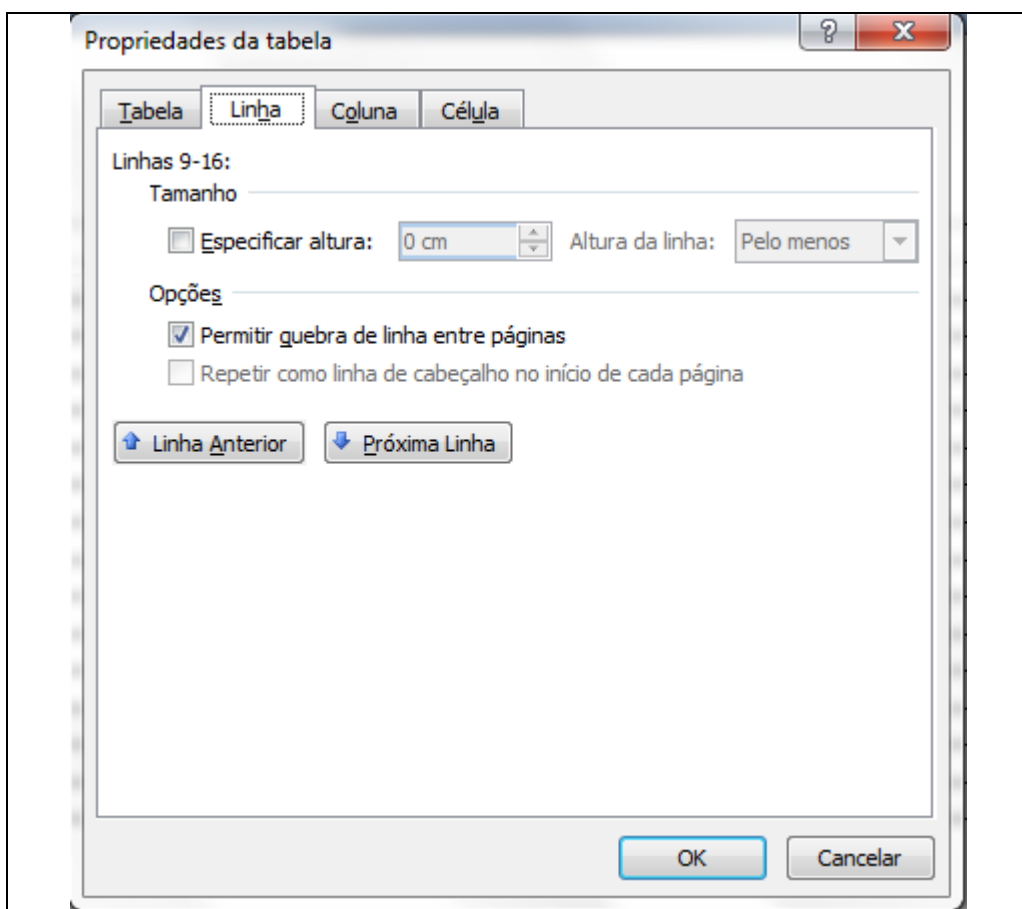 Propriedades da tabela
Tabela Linha Coluna Célula
Linhas 9-16:
Tamanho
Especificar altura: 0 cm Altura da linha: Pelo menos
Opções
Permitir quebra de linha entre páginas
Repetir como linha de cabeçalho no início de cada página
Linha Anterior Próxima Linha
OK Cancelar